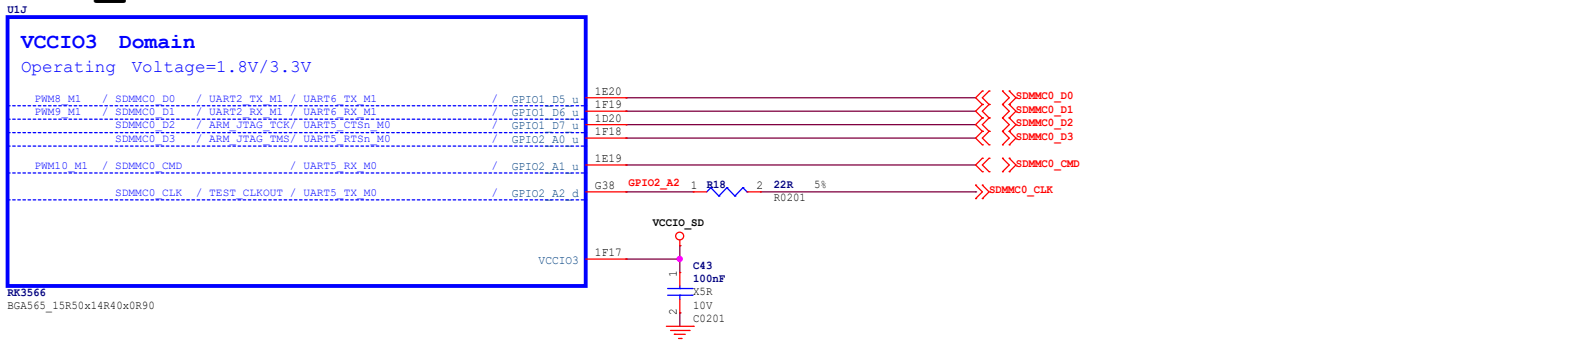 U1J
VCCIO3 Domain
Operating Voltage=1.8V/3.3V
PWM8_M1 / SDMMC0_D0 / UART2_TX_M1 / UART6_TX_M1 / GPIO1_D5_u 1E20 SDMMC0_D0
PWM9_M1 / SDMMC0_D1 / UART2_RX_M1 / UART6_RX_M1 / GPIO1_D6_u 1F19 SDMMC0_D1
SDMMC0_D2 / ARM_JTAG_TCK/ UART5_CTSn_M0 / GPIO1_D7_u 1D20 SDMMC0_D2
SDMMC0_D3 / ARM_JTAG_TMS/ UART5_RTSn_M0 / GPIO2_A0_u 1F18 SDMMC0_D3
PWM10_M1 / SDMMC0_CMD / UART5_RX_M0 / GPIO2_A1_u 1E19 SDMMC0_CMD
SDMMC0_CLK / TEST_CLKOUT / UART5_TX_M0 / GPIO2_A2_d G38 GPIO2_A2 1 R18 2 22R 5% SDMMC0_CLK
R0201
VCCIO_SD
VCCIO3 1F17
C43
1 100nF
X5R
10V
2 C0201
RK3566
BGA565_15R50x14R40x0R90